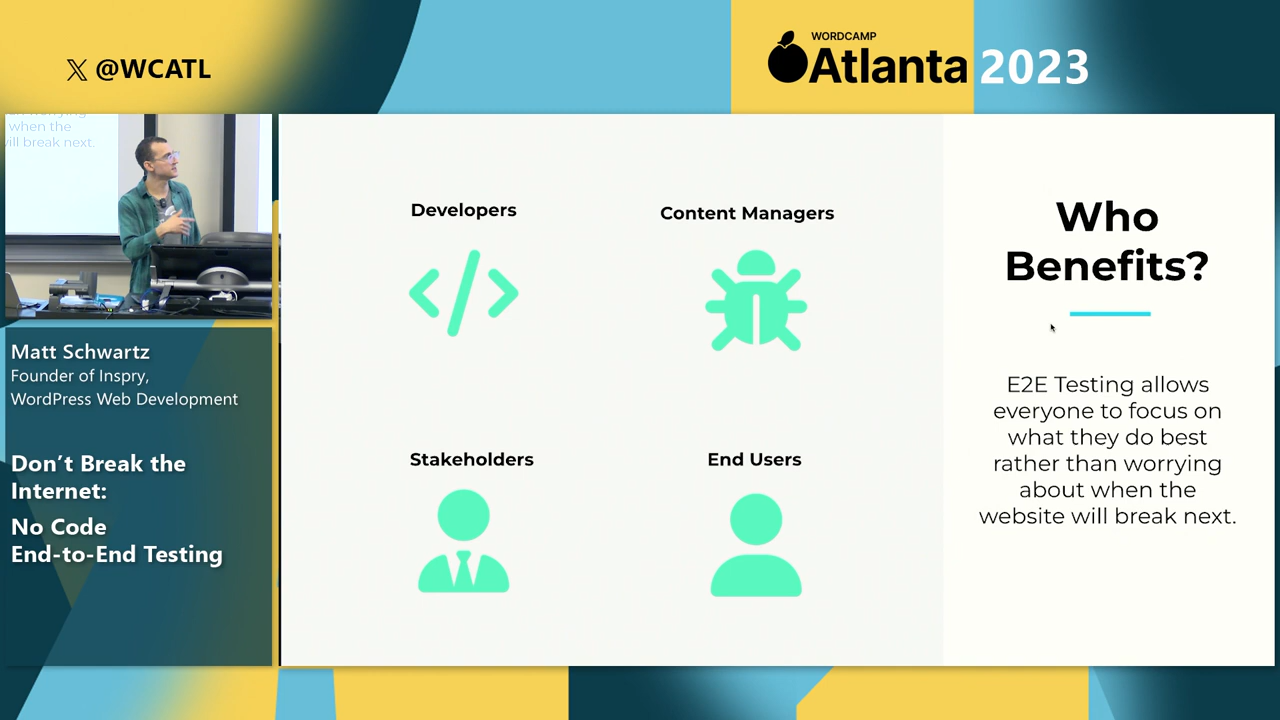 𝕏 @WCATL
WORDCAMP
Atlanta 2023
when the
will break next.
Matt Schwartz
Founder of Inspry,
WordPress Web Development
Don't Break the
Internet:
No Code
End-to-End Testing
Developers
Content Managers
Stakeholders
End Users
Who
Benefits?
E2E Testing allows
everyone to focus on
what they do best
rather than worrying
about when the
website will break next.